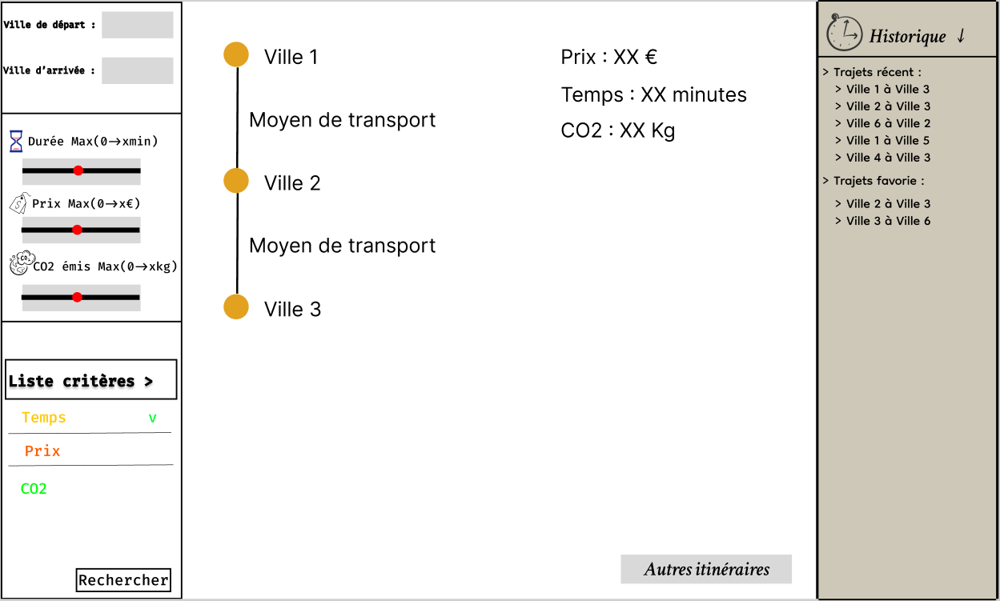 Ville de départ :
Ville d'arrivée :
Durée Max(0→xmin)
Prix Max(0→x€)
CO2 émis Max(0→xkg)
Liste critères >
Temps v
Prix
CO2
Rechercher
Ville 1
Moyen de transport
Ville 2
Moyen de transport
Ville 3
Prix : XX €
Temps : XX minutes
CO2 : XX Kg
Autres itinéraires
Historique ↓
> Trajets récent :
> Ville 1 à Ville 3
> Ville 2 à Ville 3
> Ville 6 à Ville 2
> Ville 1 à Ville 5
> Ville 4 à Ville 3
> Trajets favorie :
> Ville 2 à Ville 3
> Ville 3 à Ville 6